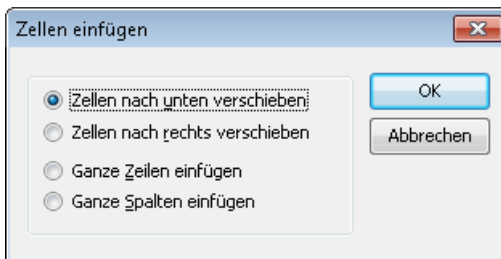 Zellen einfügen
Zellen nach unten verschieben
OK
Zellen nach rechts verschieben
Abbrechen
Ganze Zeilen einfügen
Ganze Spalten einfügen